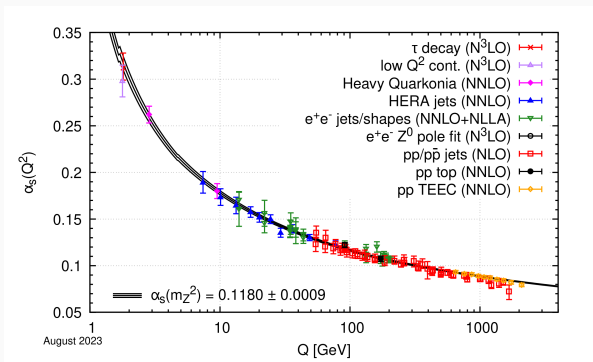 0.35
0.3
0.25
0.2
0.15
0.1
0.05
αs(Q²)
τ decay (N³LO)
low Q² cont. (N³LO)
Heavy Quarkonia (NNLO)
HERA jets (NNLO)
e⁺e⁻ jets/shapes (NNLO+NLLA)
e⁺e⁻ Z⁰ pole fit (N³LO)
pp/pp̅ jets (NLO)
pp top (NNLO)
pp TEEC (NNLO)
αs(mZ²) = 0.1180 ± 0.0009
1 10 100 1000
August 2023
Q [GeV]